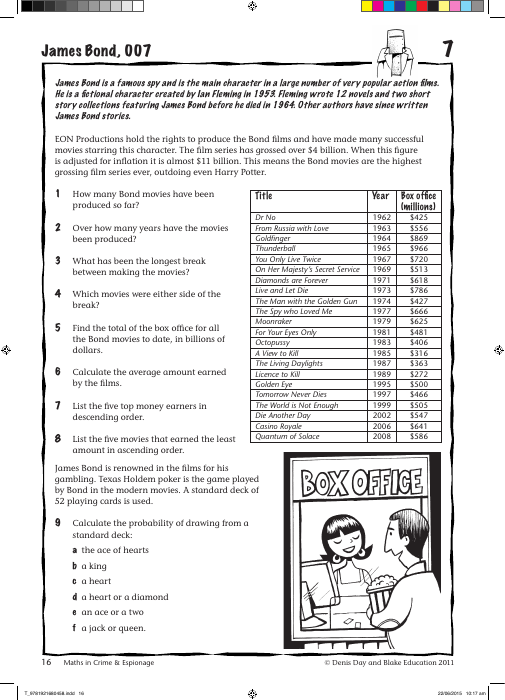 James Bond, 007
7
James Bond is a famous spy and is the main character in a large number of very popular action films.
He is a fictional character created by Ian Fleming in 1953. Fleming wrote 12 novels and two short
story collections featuring James Bond before he died in 1964. Other authors have since written
James Bond stories.
EON Productions hold the rights to produce the Bond films and have made many successful
movies starring this character. The film series has grossed over $4 billion. When this figure
is adjusted for inflation it is almost $11 billion. This means the Bond movies are the highest
grossing film series ever, outdoing even Harry Potter.
1 How many Bond movies have been
produced so far?
2 Over how many years have the movies
been produced?
3 What has been the longest break
between making the movies?
4 Which movies were either side of the
break?
5 Find the total of the box office for all
the Bond movies to date, in billions of
dollars.
6 Calculate the average amount earned
by the films.
7 List the five top money earners in
descending order.
8 List the five movies that earned the least
amount in ascending order.
Title Year Box office
(millions)
Dr No 1962 $425
From Russia with Love 1963 $556
Goldfinger 1964 $869
Thunderball 1965 $966
You Only Live Twice 1967 $720
On Her Majesty's Secret Service 1969 $513
Diamonds are Forever 1971 $618
Live and Let Die 1973 $786
The Man with the Golden Gun 1974 $427
The Spy who Loved Me 1977 $666
Moonraker 1979 $625
For Your Eyes Only 1981 $481
Octopussy 1983 $406
A View to Kill 1985 $316
The Living Daylights 1987 $363
Licence to Kill 1989 $272
Golden Eye 1995 $500
Tomorrow Never Dies 1997 $466
The World is Not Enough 1999 $505
Die Another Day 2002 $547
Casino Royale 2006 $641
Quantum of Solace 2008 $586
James Bond is renowned in the films for his
gambling. Texas Holdem poker is the game played
by Bond in the modern movies. A standard deck of
52 playing cards is used.
9 Calculate the probability of drawing from a
standard deck:
a the ace of hearts
b a king
c a heart
d a heart or a diamond
e an ace or a two
f a jack or queen.
BOX OFFICE
16 Maths in Crime & Espionage
© Denis Day and Blake Education 2011
T_9781921680458.indd 16
22/06/2015 10:17 am